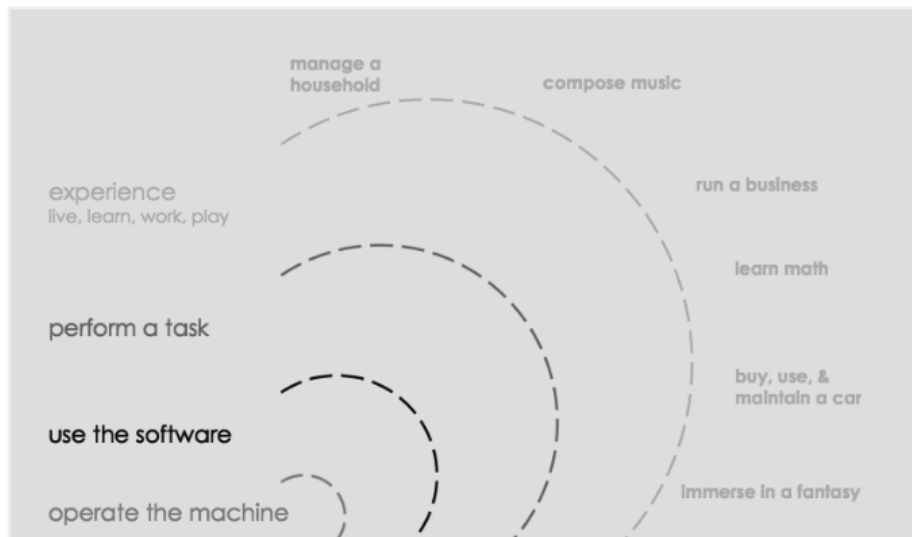 manage a
household
compose music
experience
live, learn, work, play
run a business
learn math
perform a task
buy, use, &
maintain a car
use the software
immerse in a fantasy
operate the machine